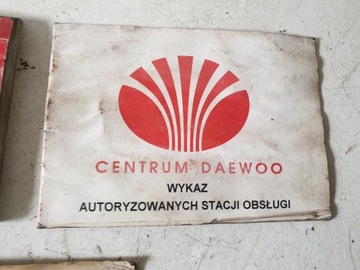 CENTRUM DAEWOO
WYKAZ
AUTORYZOWANYCH STACJI OBSŁUGI